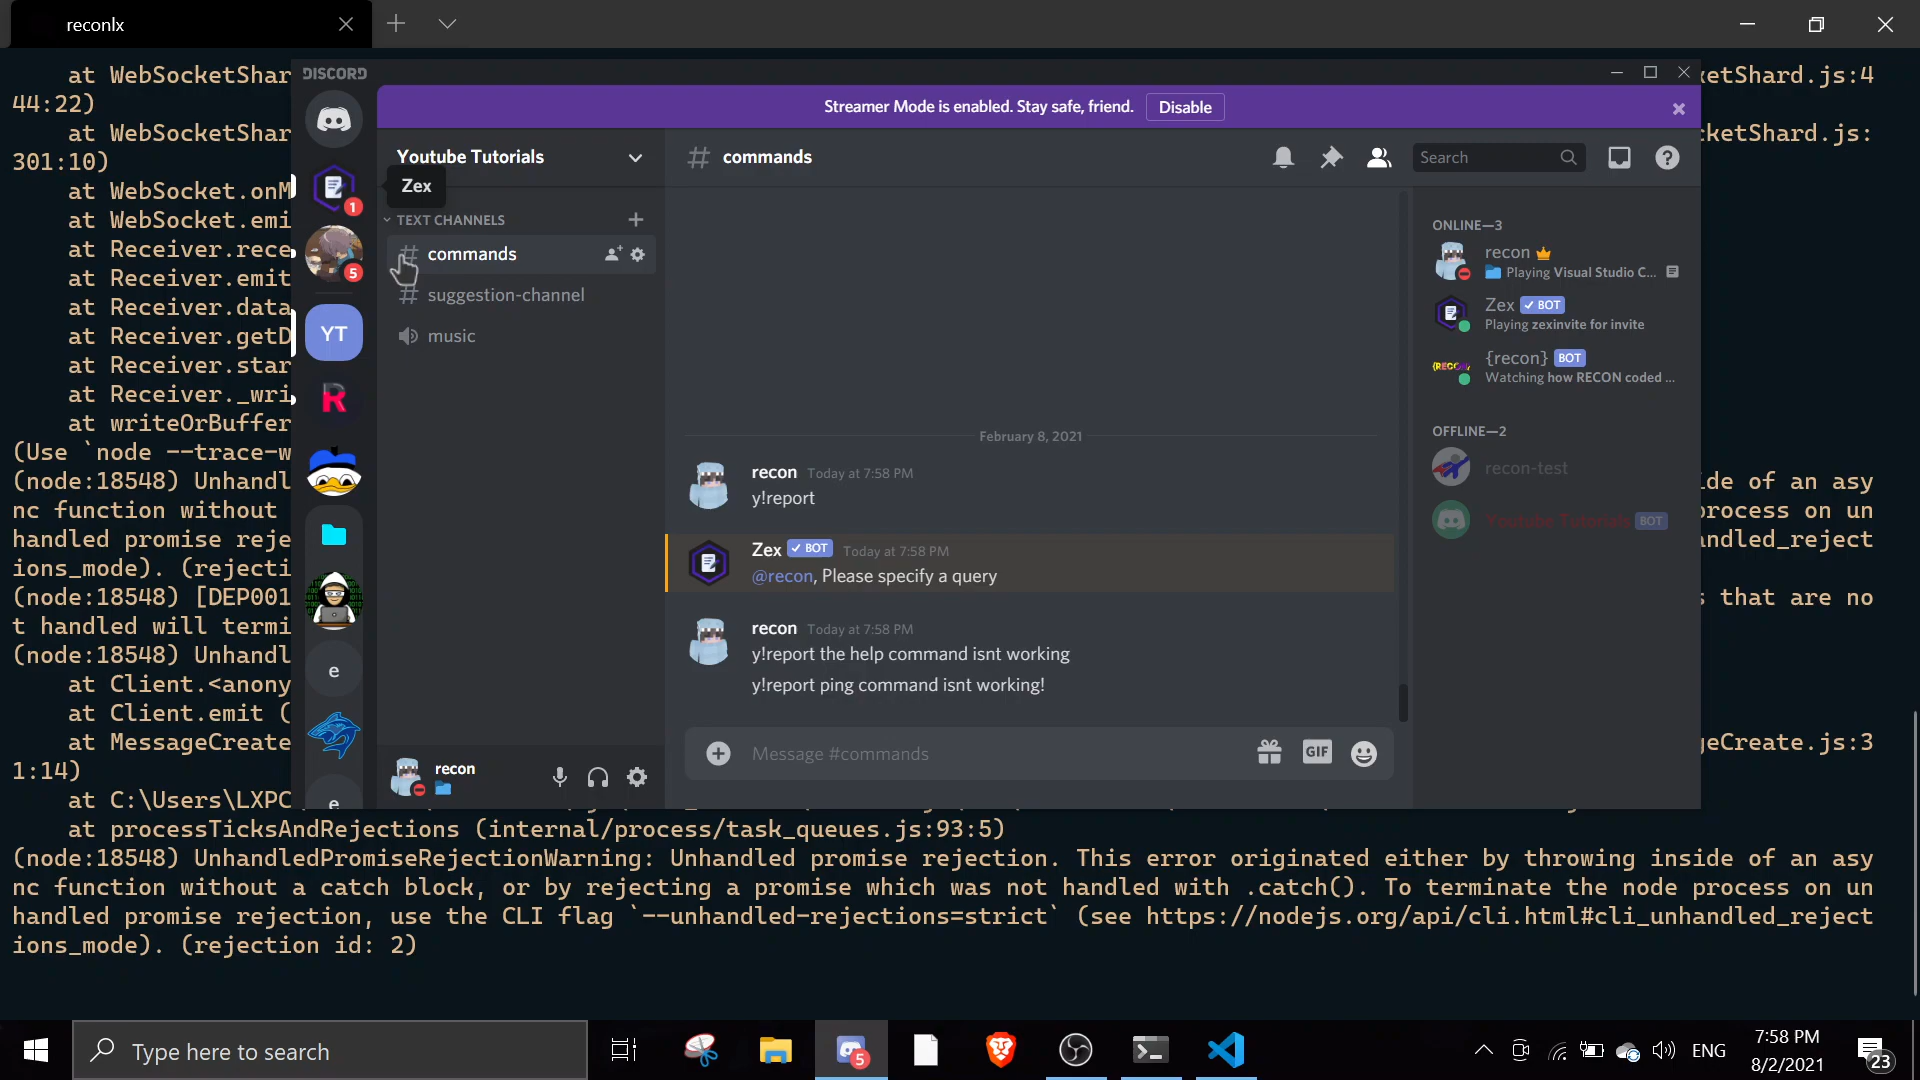 reconlx
at WebSocketShar
etShard.js:4
44:22)
at WebSocketShar
ketShard.js:
301:10)
at WebSocket.onM
at WebSocket.emi
at Receiver.rece
at Receiver.emit
at Receiver.data
at Receiver.getD
at Receiver.star
at Receiver._wri
at writeOrBuffer
(Use `node --trace-w
(node:18548) Unhandl
ide of an asy
nc function without
process on un
handled promise reje
andled_reject
ions_mode). (rejecti
(node:18548) [DEP001
s that are no
t handled will termi
(node:18548) Unhandl
at Client.<anony
at Client.emit (
at MessageCreate
geCreate.js:3
1:14)
at C:\Users\LXPC
at processTicksAndRejections (internal/process/task_queues.js:93:5)
(node:18548) UnhandledPromiseRejectionWarning: Unhandled promise rejection. This error originated either by throwing inside of an asy
nc function without a catch block, or by rejecting a promise which was not handled with .catch(). To terminate the node process on un
handled promise rejection, use the CLI flag `--unhandled-rejections=strict` (see https://nodejs.org/api/cli.html#cli_unhandled_reject
ions_mode). (rejection id: 2)
DISCORD
Streamer Mode is enabled. Stay safe, friend. Disable
Youtube Tutorials
Zex
1
5
YT
R
e
e
TEXT CHANNELS
commands
suggestion-channel
music
recon
# commands
Search
February 8, 2021
recon Today at 7:58 PM
y!report
Zex BOT Today at 7:58 PM
@recon, Please specify a query
recon Today at 7:58 PM
y!report the help command isnt working
y!report ping command isnt working!
Message #commands
GIF
ONLINE—3
recon
Playing Visual Studio C...
Zex BOT
Playing zexinvite for invite
{recon} BOT
Watching how RECON coded ...
OFFLINE—2
recon-test
Youtube Tutorials BOT
Type here to search
5
ENG
7:58 PM
8/2/2021
23